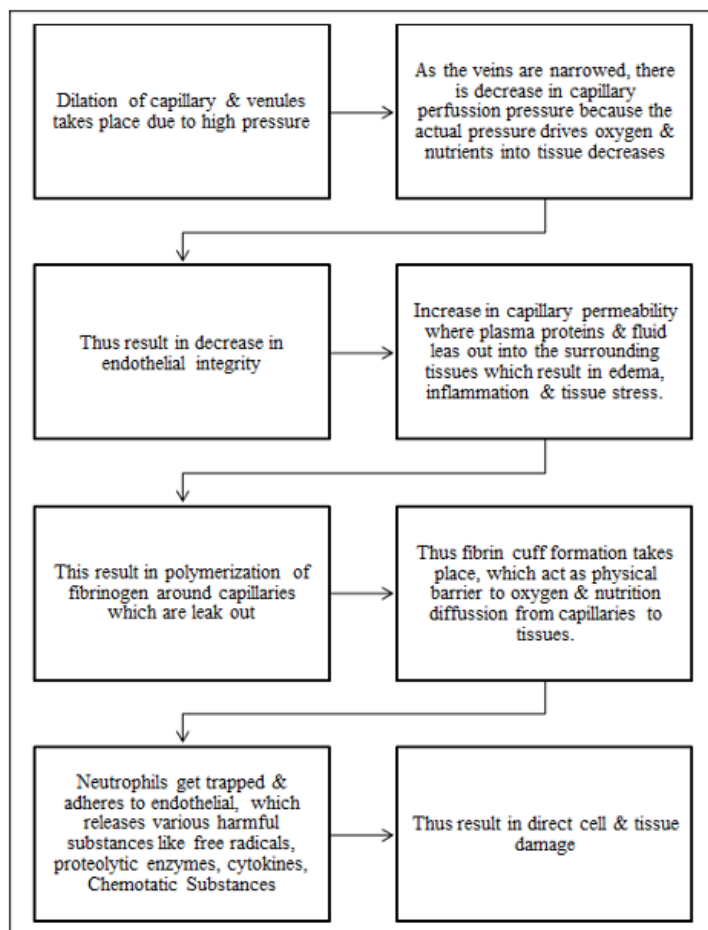 Dilation of capillary & venules
takes place due to high pressure
As the veins are narrowed, there
is decrease in capillary
perfussion pressure because the
actual pressure drives oxygen &
nutrients into tissue decreases
Thus result in decrease in
endothelial integrity
Increase in capillary permeability
where plasma proteins & fluid
leas out into the surrounding
tissues which result in edema,
inflammation & tissue stress.
This result in polymerization of
fibrinogen around capillaries
which are leak out
Thus fibrin cuff formation takes
place, which act as physical
barrier to oxygen & nutrition
diffussion from capillaries to
tissues.
Neutrophils get trapped &
adheres to endothelial, which
releases various harmful
substances like free radicals,
proteolytic enzymes, cytokines,
Chemotatic Substances
Thus result in direct cell & tissue
damage